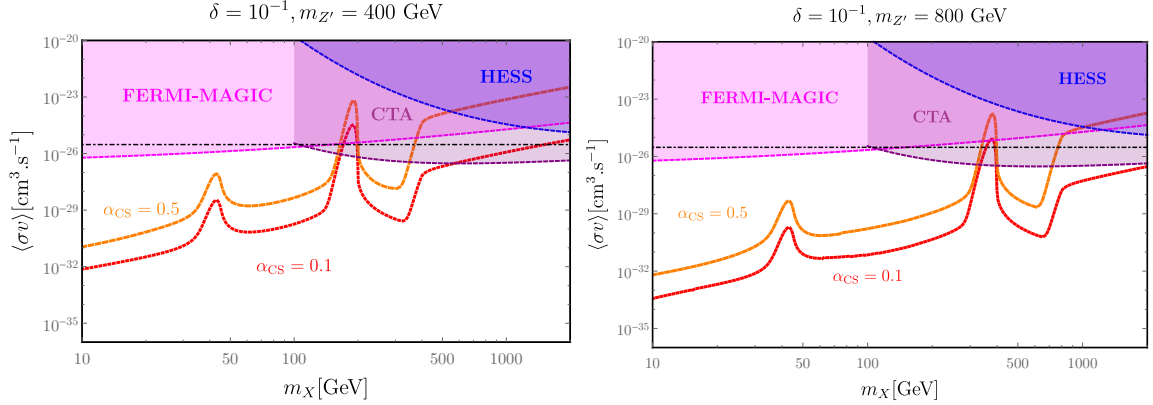 δ = 10⁻¹, m_Z′ = 400 GeV
10⁻²⁰
10⁻²³
10⁻²⁶
10⁻²⁹
10⁻³²
10⁻³⁵
⟨σv⟩[cm³.s⁻¹]
FERMI-MAGIC
HESS
CTA
α_CS = 0.5
α_CS = 0.1
10 50 100 500 1000
m_X[GeV]
δ = 10⁻¹, m_Z′ = 800 GeV
10⁻²⁰
10⁻²³
10⁻²⁶
10⁻²⁹
10⁻³²
10⁻³⁵
⟨σv⟩[cm³.s⁻¹]
HESS
FERMI-MAGIC
CTA
α_CS = 0.5
α_CS = 0.1
10 50 100 500 1000
m_X[GeV]